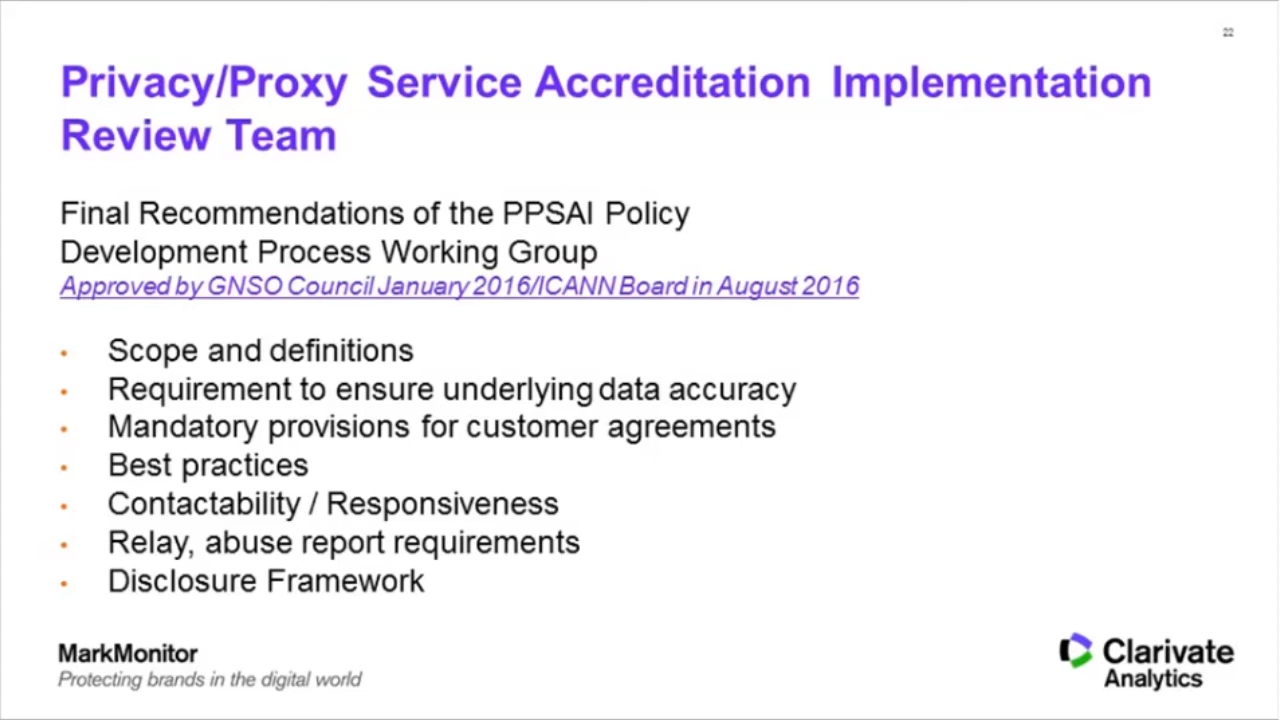 22
Privacy/Proxy Service Accreditation Implementation
Review Team
Final Recommendations of the PPSAI Policy
Development Process Working Group
Approved by GNSO Council January 2016/ICANN Board in August 2016
• Scope and definitions
• Requirement to ensure underlying data accuracy
• Mandatory provisions for customer agreements
• Best practices
• Contactability / Responsiveness
• Relay, abuse report requirements
• Disclosure Framework
MarkMonitor
Protecting brands in the digital world
Clarivate
Analytics